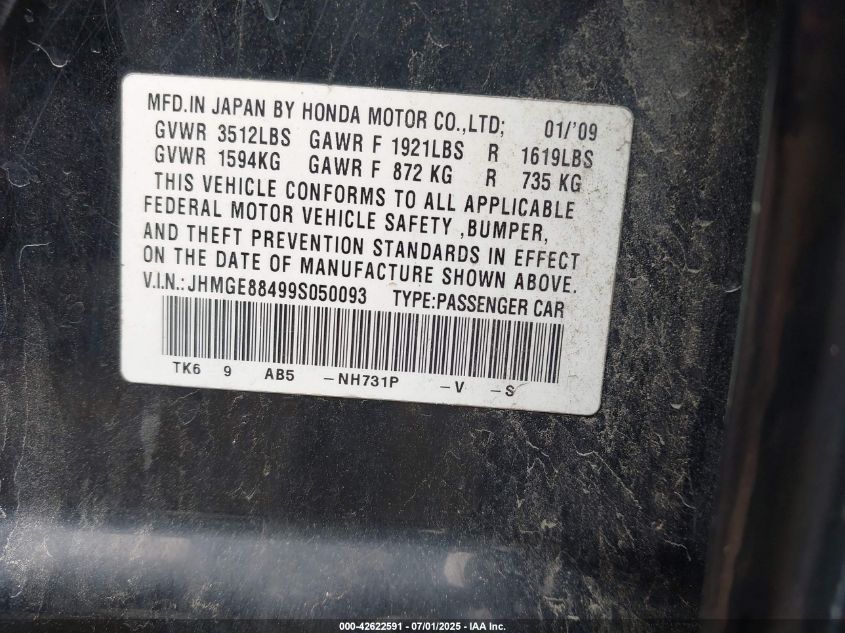 MFD.IN JAPAN BY HONDA MOTOR CO.,LTD; 01/'09
GVWR 3512LBS GAWR F 1921LBS R 1619LBS
GVWR 1594KG GAWR F 872 KG R 735 KG
THIS VEHICLE CONFORMS TO ALL APPLICABLE
FEDERAL MOTOR VEHICLE SAFETY ,BUMPER,
AND THEFT PREVENTION STANDARDS IN EFFECT
ON THE DATE OF MANUFACTURE SHOWN ABOVE.
V.I.N.:JHMGE88499S050093 TYPE:PASSENGER CAR
TK6 9 AB5 -NH731P -V -S
000-42622591 - 07/01/2025 - IAA Inc.